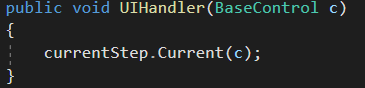 public void UIHandler(BaseControl c)
{
    currentStep.Current(c);
}